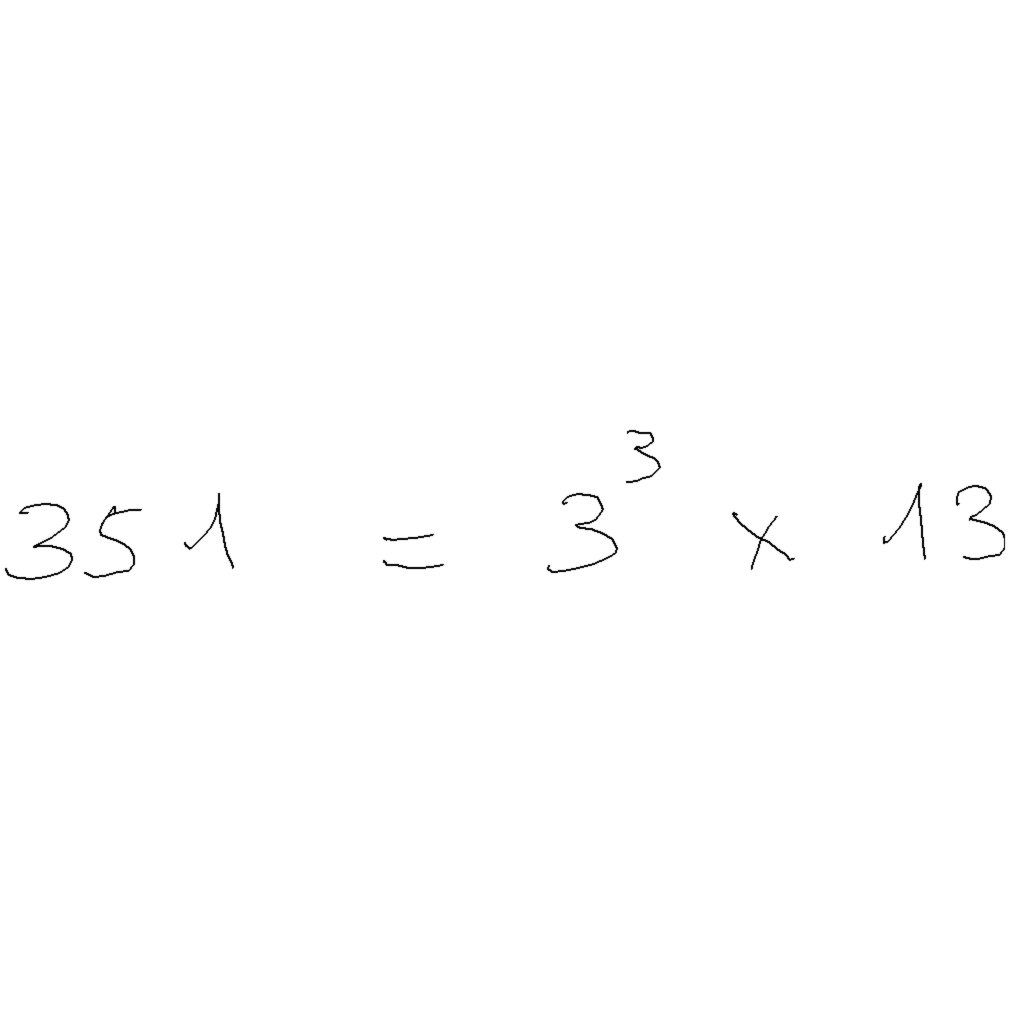 351 = 3³ × 13